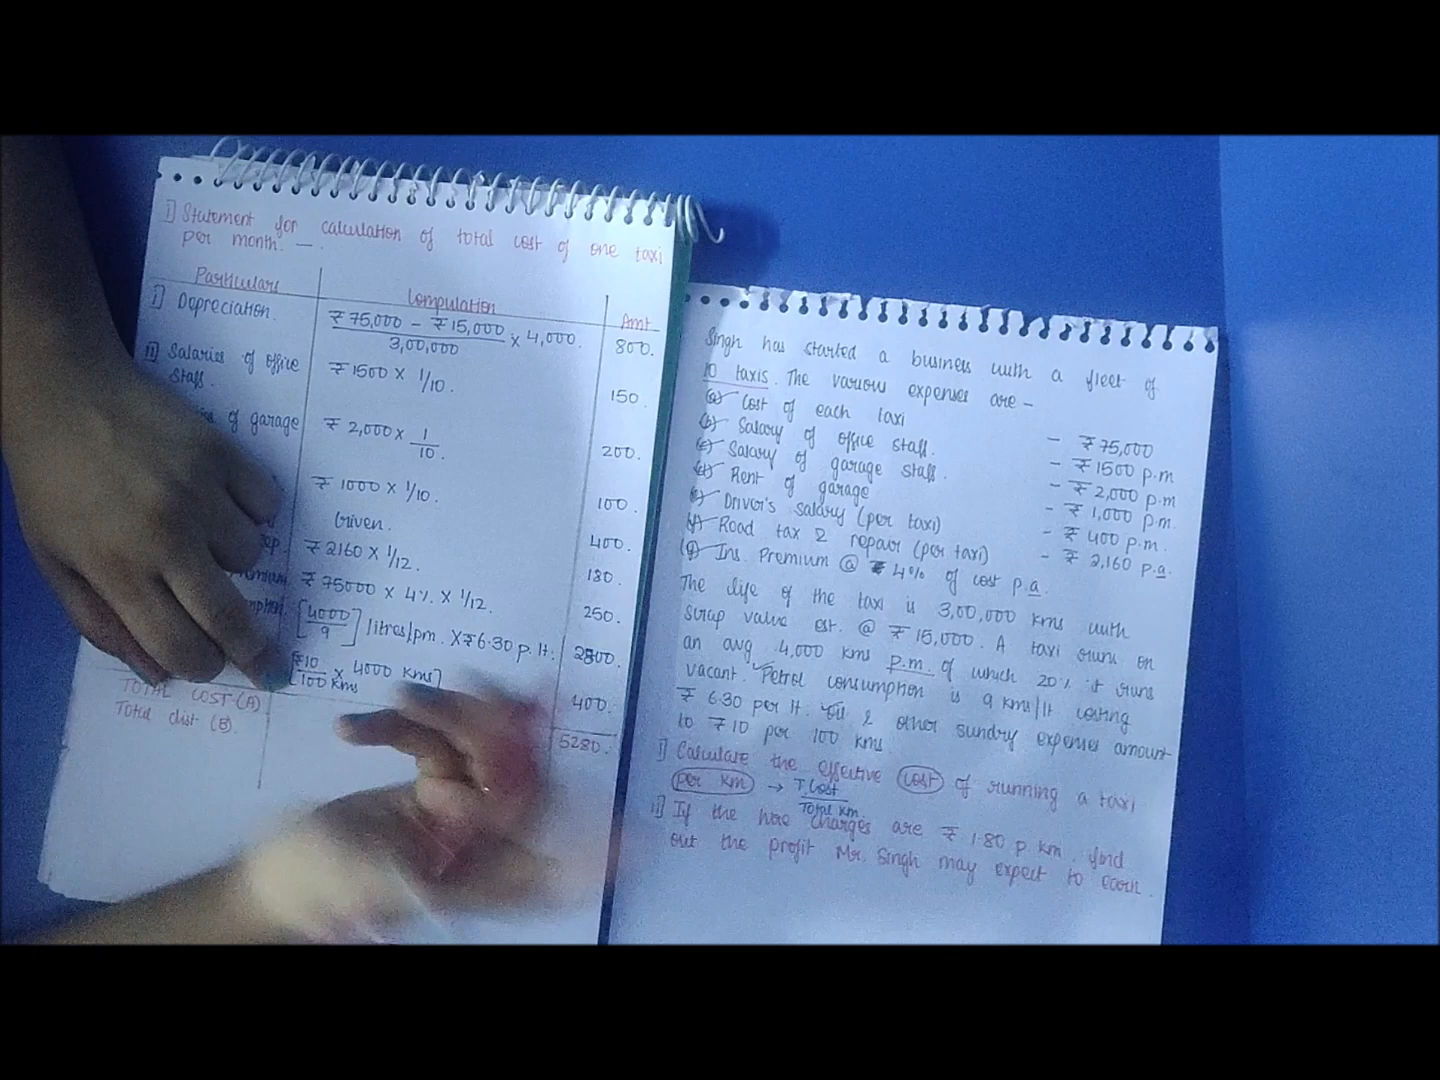 I] Statement for calculation of total cost of one taxi
per month. —.
Particulars
Computation
Amt
I] Depreciation.
₹75,000 - ₹15,000 × 4,000.
3,00,000
800.
II] Salaries of office
Staff.
₹1500 × 1/10.
150.
of garage
₹ 2,000 × 1
10.
200.
₹ 1000 × 1/10.
100.
Given.
400.
₹ 2160 × 1/12.
180.
₹ 75000 × 4% × 1/12.
250.
[4000
9] litres/pm. × ₹6.30 p. lt.
2800.
[₹10
100 kms × 4000 kms]
400.
TOTAL COST (A)
5280.
Total dist (B).
Singh has started a business with a fleet of
10 taxis. The various expenses are -
(a) Cost of each taxi - ₹75,000
(b) Salary of office staff. - ₹1500 p.m
(c) Salary of garage staff. - ₹2,000 p.m
(d) Rent of garage - ₹1,000 p.m.
(e) Driver's salary (per taxi) - ₹400 p.m.
(f) Road tax & repair (per taxi) - ₹ 2,160 p.a.
(g) Ins. Premium @ 4% of cost p.a.
The life of the taxi is 3,00,000 kms with
scrap value est. @ ₹15,000. A taxi runs on
an avg 4,000 kms p.m. of which 20% it runs
vacant. Petrol consumption is 9 kms/lt costing
₹ 6.30 per lt. Oil & other sundry expenses amount
to ₹10 per 100 kms.
I] Calculate the effective cost of running a taxi
per km → T.Cost
Total km.
II] If the hire charges are ₹ 1.80 p. km. find
out the profit Mr. Singh may expect to earn.